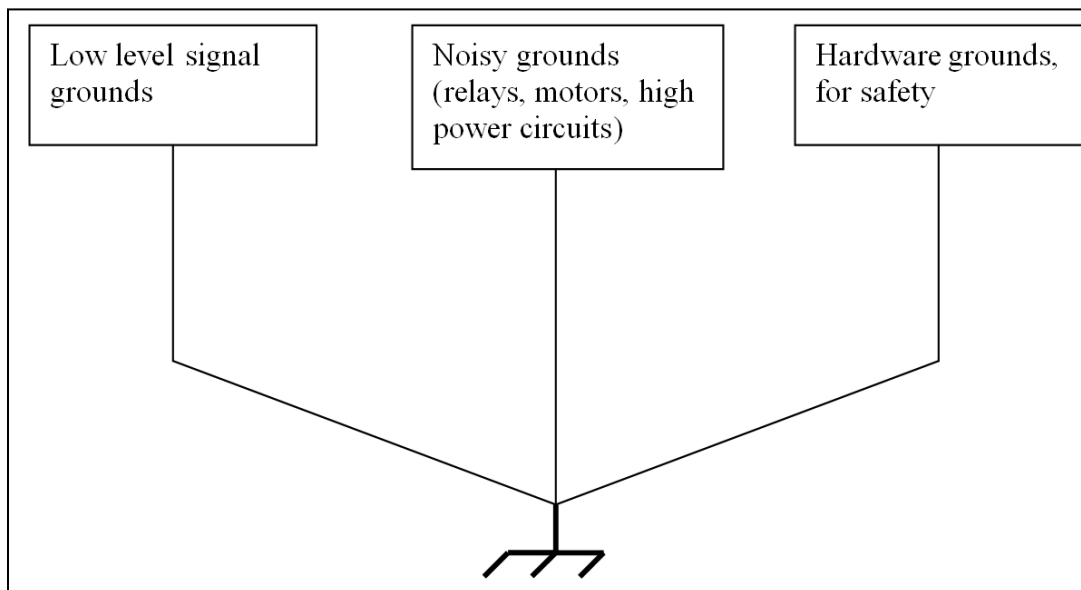 Low level signal
grounds
Noisy grounds
(relays, motors, high
power circuits)
Hardware grounds,
for safety